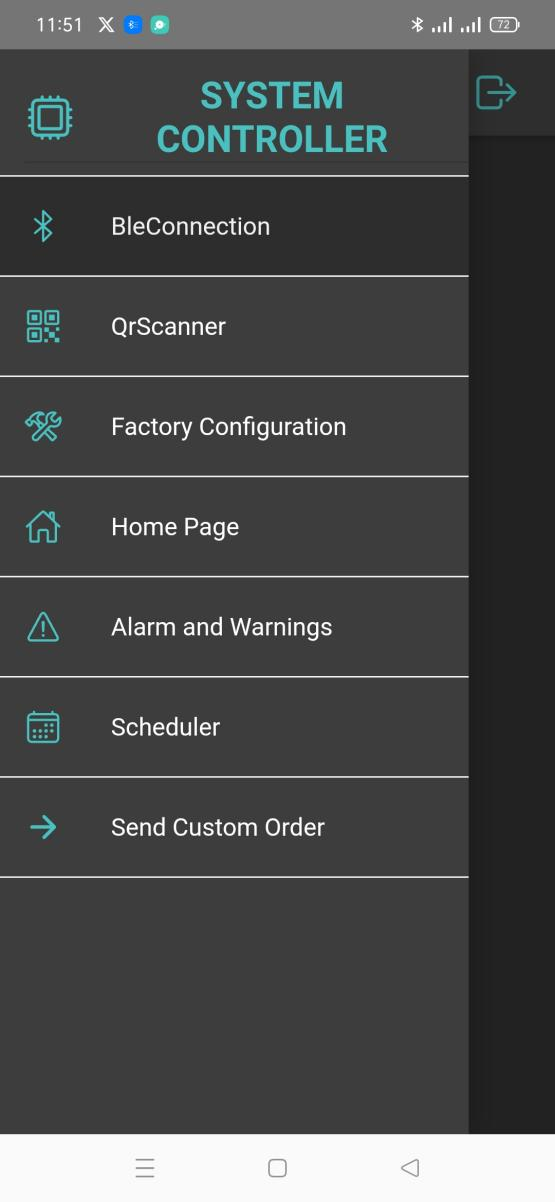 11:51
72
SYSTEM
CONTROLLER
BleConnection
QrScanner
Factory Configuration
Home Page
Alarm and Warnings
Scheduler
Send Custom Order